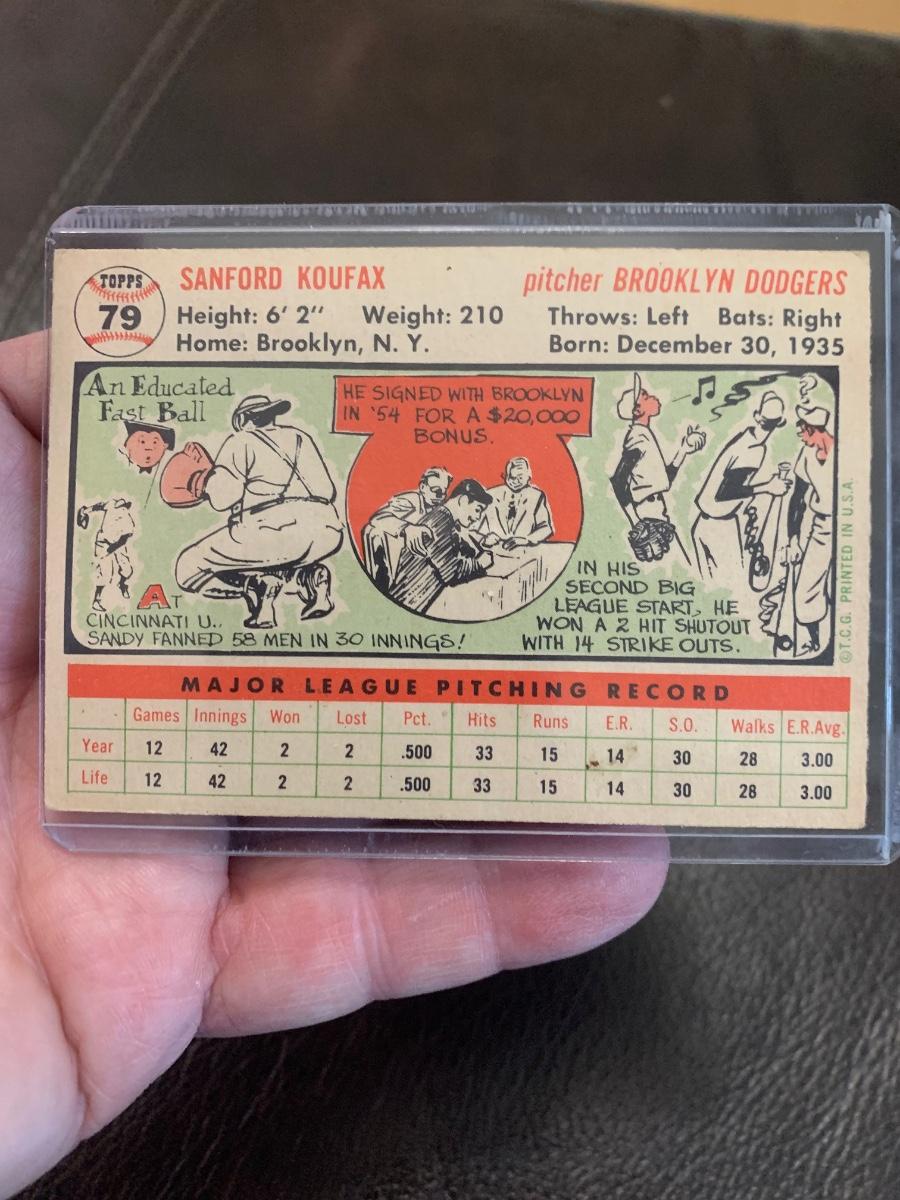 TOPPS
79
SANFORD KOUFAX
pitcher BROOKLYN DODGERS
Height: 6' 2" Weight: 210 Throws: Left Bats: Right
Home: Brooklyn, N. Y. Born: December 30, 1935
An Educated
Fast Ball
AT
CINCINNATI U.,
SANDY FANNED 58 MEN IN 30 INNINGS!
HE SIGNED WITH BROOKLYN
IN '54 FOR A $20,000
BONUS.
IN HIS
SECOND BIG
LEAGUE START, HE
WON A 2 HIT SHUTOUT
WITH 14 STRIKE OUTS.
?
©T.C.G. PRINTED IN U.S.A.
MAJOR LEAGUE PITCHING RECORD
Games Innings Won Lost Pct. Hits Runs E.R. S.O. Walks E.R.Avg.
Year 12 42 2 2 .500 33 15 14 30 28 3.00
Life 12 42 2 2 .500 33 15 14 30 28 3.00